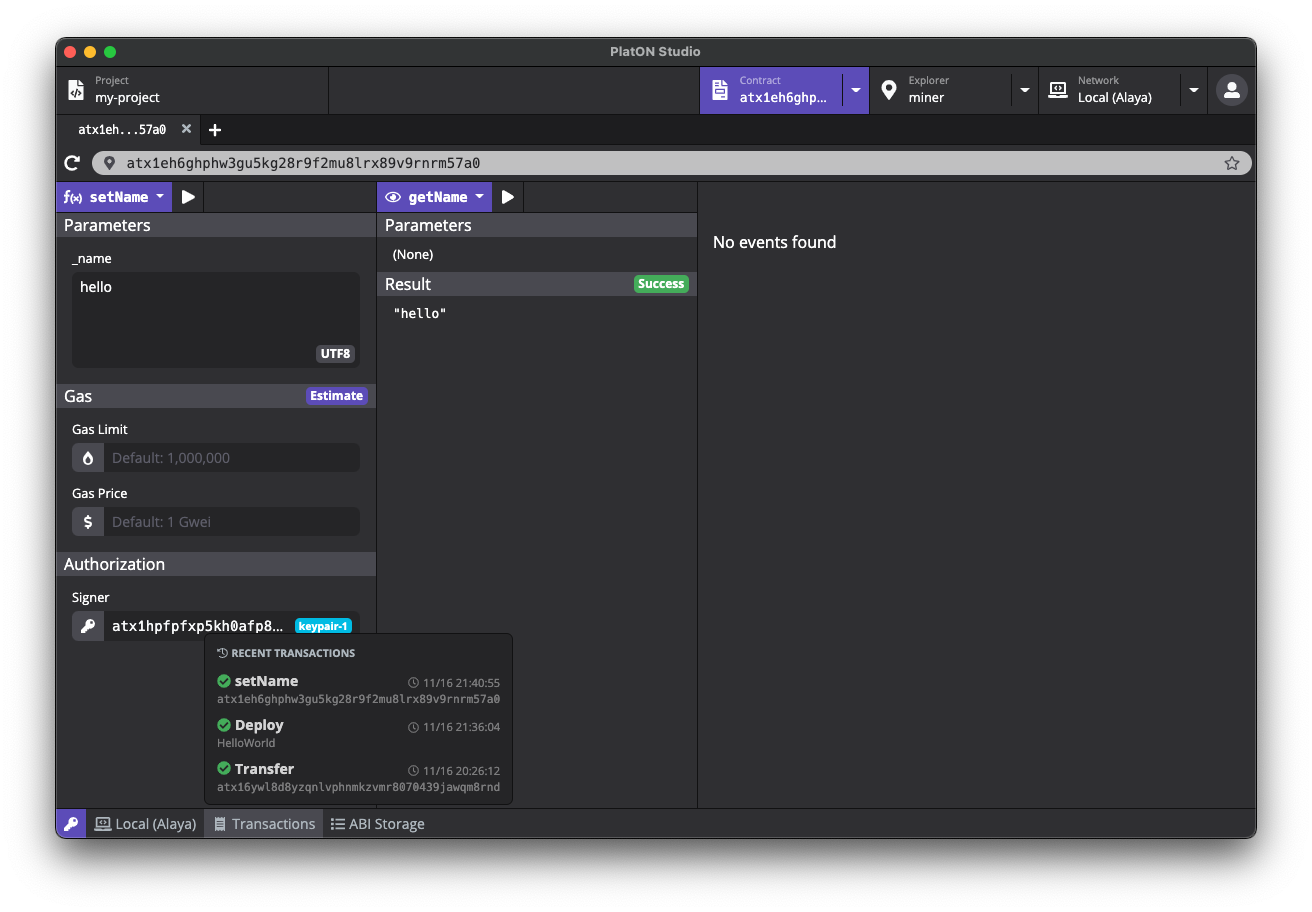 PlatON Studio
Project
my-project
Contract
atx1eh6ghp...
Explorer
miner
Network
Local (Alaya)
atx1eh...57a0
atx1eh6ghphw3gu5kg28r9f2mu8lrx89v9rnrm57a0
f(x) setName
getName
Parameters
_name
hello
UTF8
Gas
Estimate
Gas Limit
Default: 1,000,000
Gas Price
$
Default: 1 Gwei
Authorization
Signer
atx1hpfpfxp5kh0afp8...
keypair-1
Parameters
(None)
Result
Success
"hello"
No events found
RECENT TRANSACTIONS
setName
11/16 21:40:55
atx1eh6ghphw3gu5kg28r9f2mu8lrx89v9rnrm57a0
Deploy
11/16 21:36:04
HelloWorld
Transfer
11/16 20:26:12
atx16ywl8d8yzqnlvphnmkzvmr8070439jawqm8rnd
Local (Alaya)
Transactions
ABI Storage